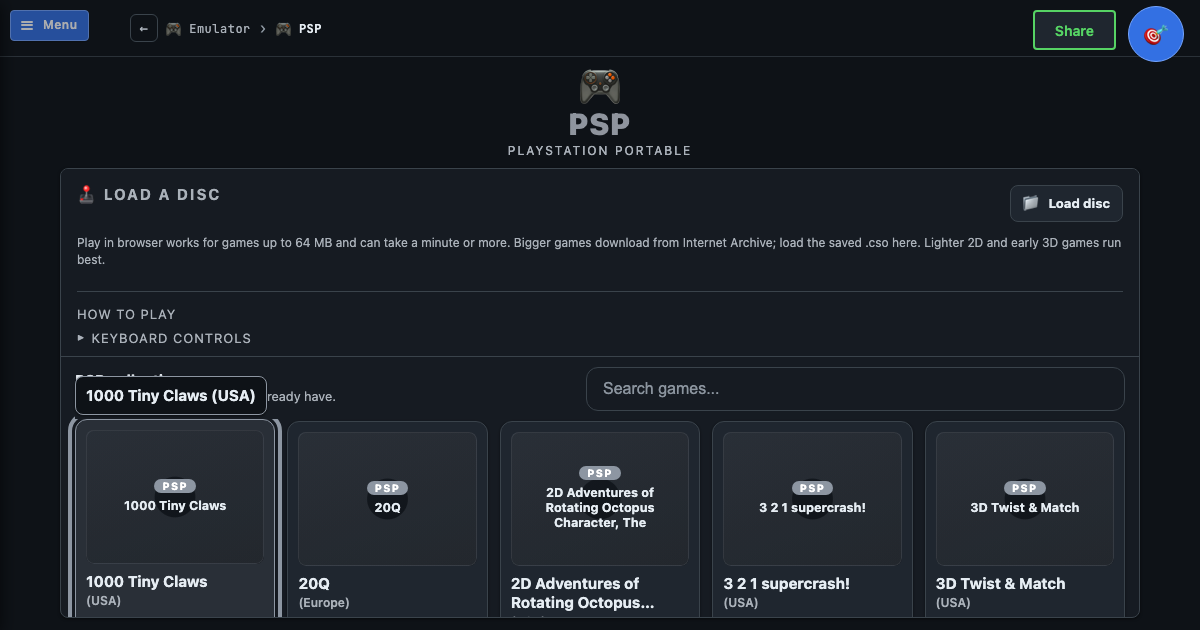 Menu
← Emulator > PSP
Share
PSP
PLAYSTATION PORTABLE
LOAD A DISC
Load disc
Play in browser works for games up to 64 MB and can take a minute or more. Bigger games download from Internet Archive; load the saved .cso here. Lighter 2D and early 3D games run
best.
HOW TO PLAY
KEYBOARD CONTROLS
1000 Tiny Claws (USA)
ready have.
Search games...
PSP
1000 Tiny Claws
1000 Tiny Claws
(USA)
PSP
20Q
20Q
(Europe)
PSP
2D Adventures of
Rotating Octopus
Character, The
2D Adventures of
Rotating Octopus...
PSP
3 2 1 supercrash!
3 2 1 supercrash!
(USA)
PSP
3D Twist & Match
3D Twist & Match
(USA)